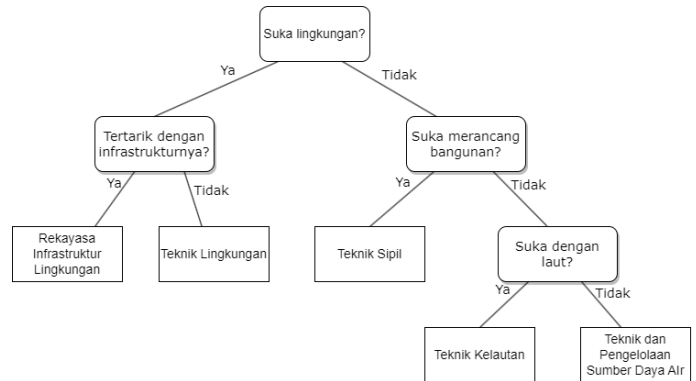 Suka lingkungan?
Ya
Tidak
Tertarik dengan
infrastrukturnya?
Suka merancang
bangunan?
Ya
Tidak
Ya
Tidak
Rekayasa
Infrastruktur
Lingkungan
Teknik Lingkungan
Teknik Sipil
Suka dengan
laut?
Ya
Tidak
Teknik Kelautan
Teknik dan
Pengelolaan
Sumber Daya AIr